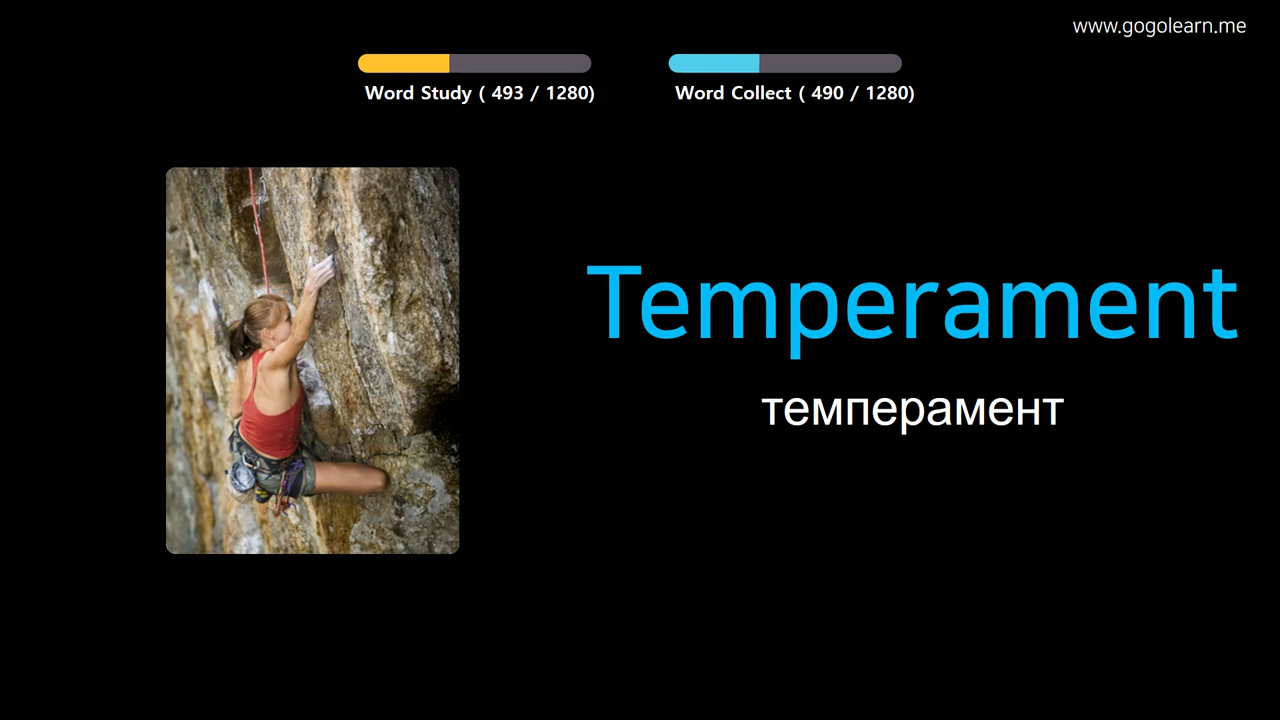 www.gogolearn.me
Word Study ( 493 / 1280)
Word Collect ( 490 / 1280)
Temperament
темперамент